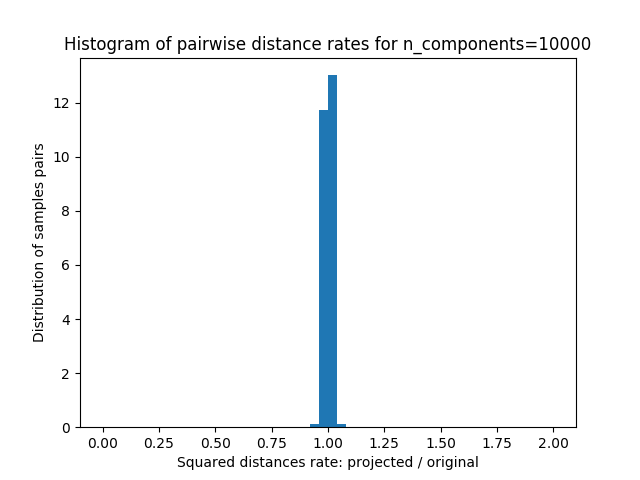 Histogram of pairwise distance rates for n_components=10000
12
10
8
6
4
2
0
Distribution of samples pairs
0.00 0.25 0.50 0.75 1.00 1.25 1.50 1.75 2.00
Squared distances rate: projected / original